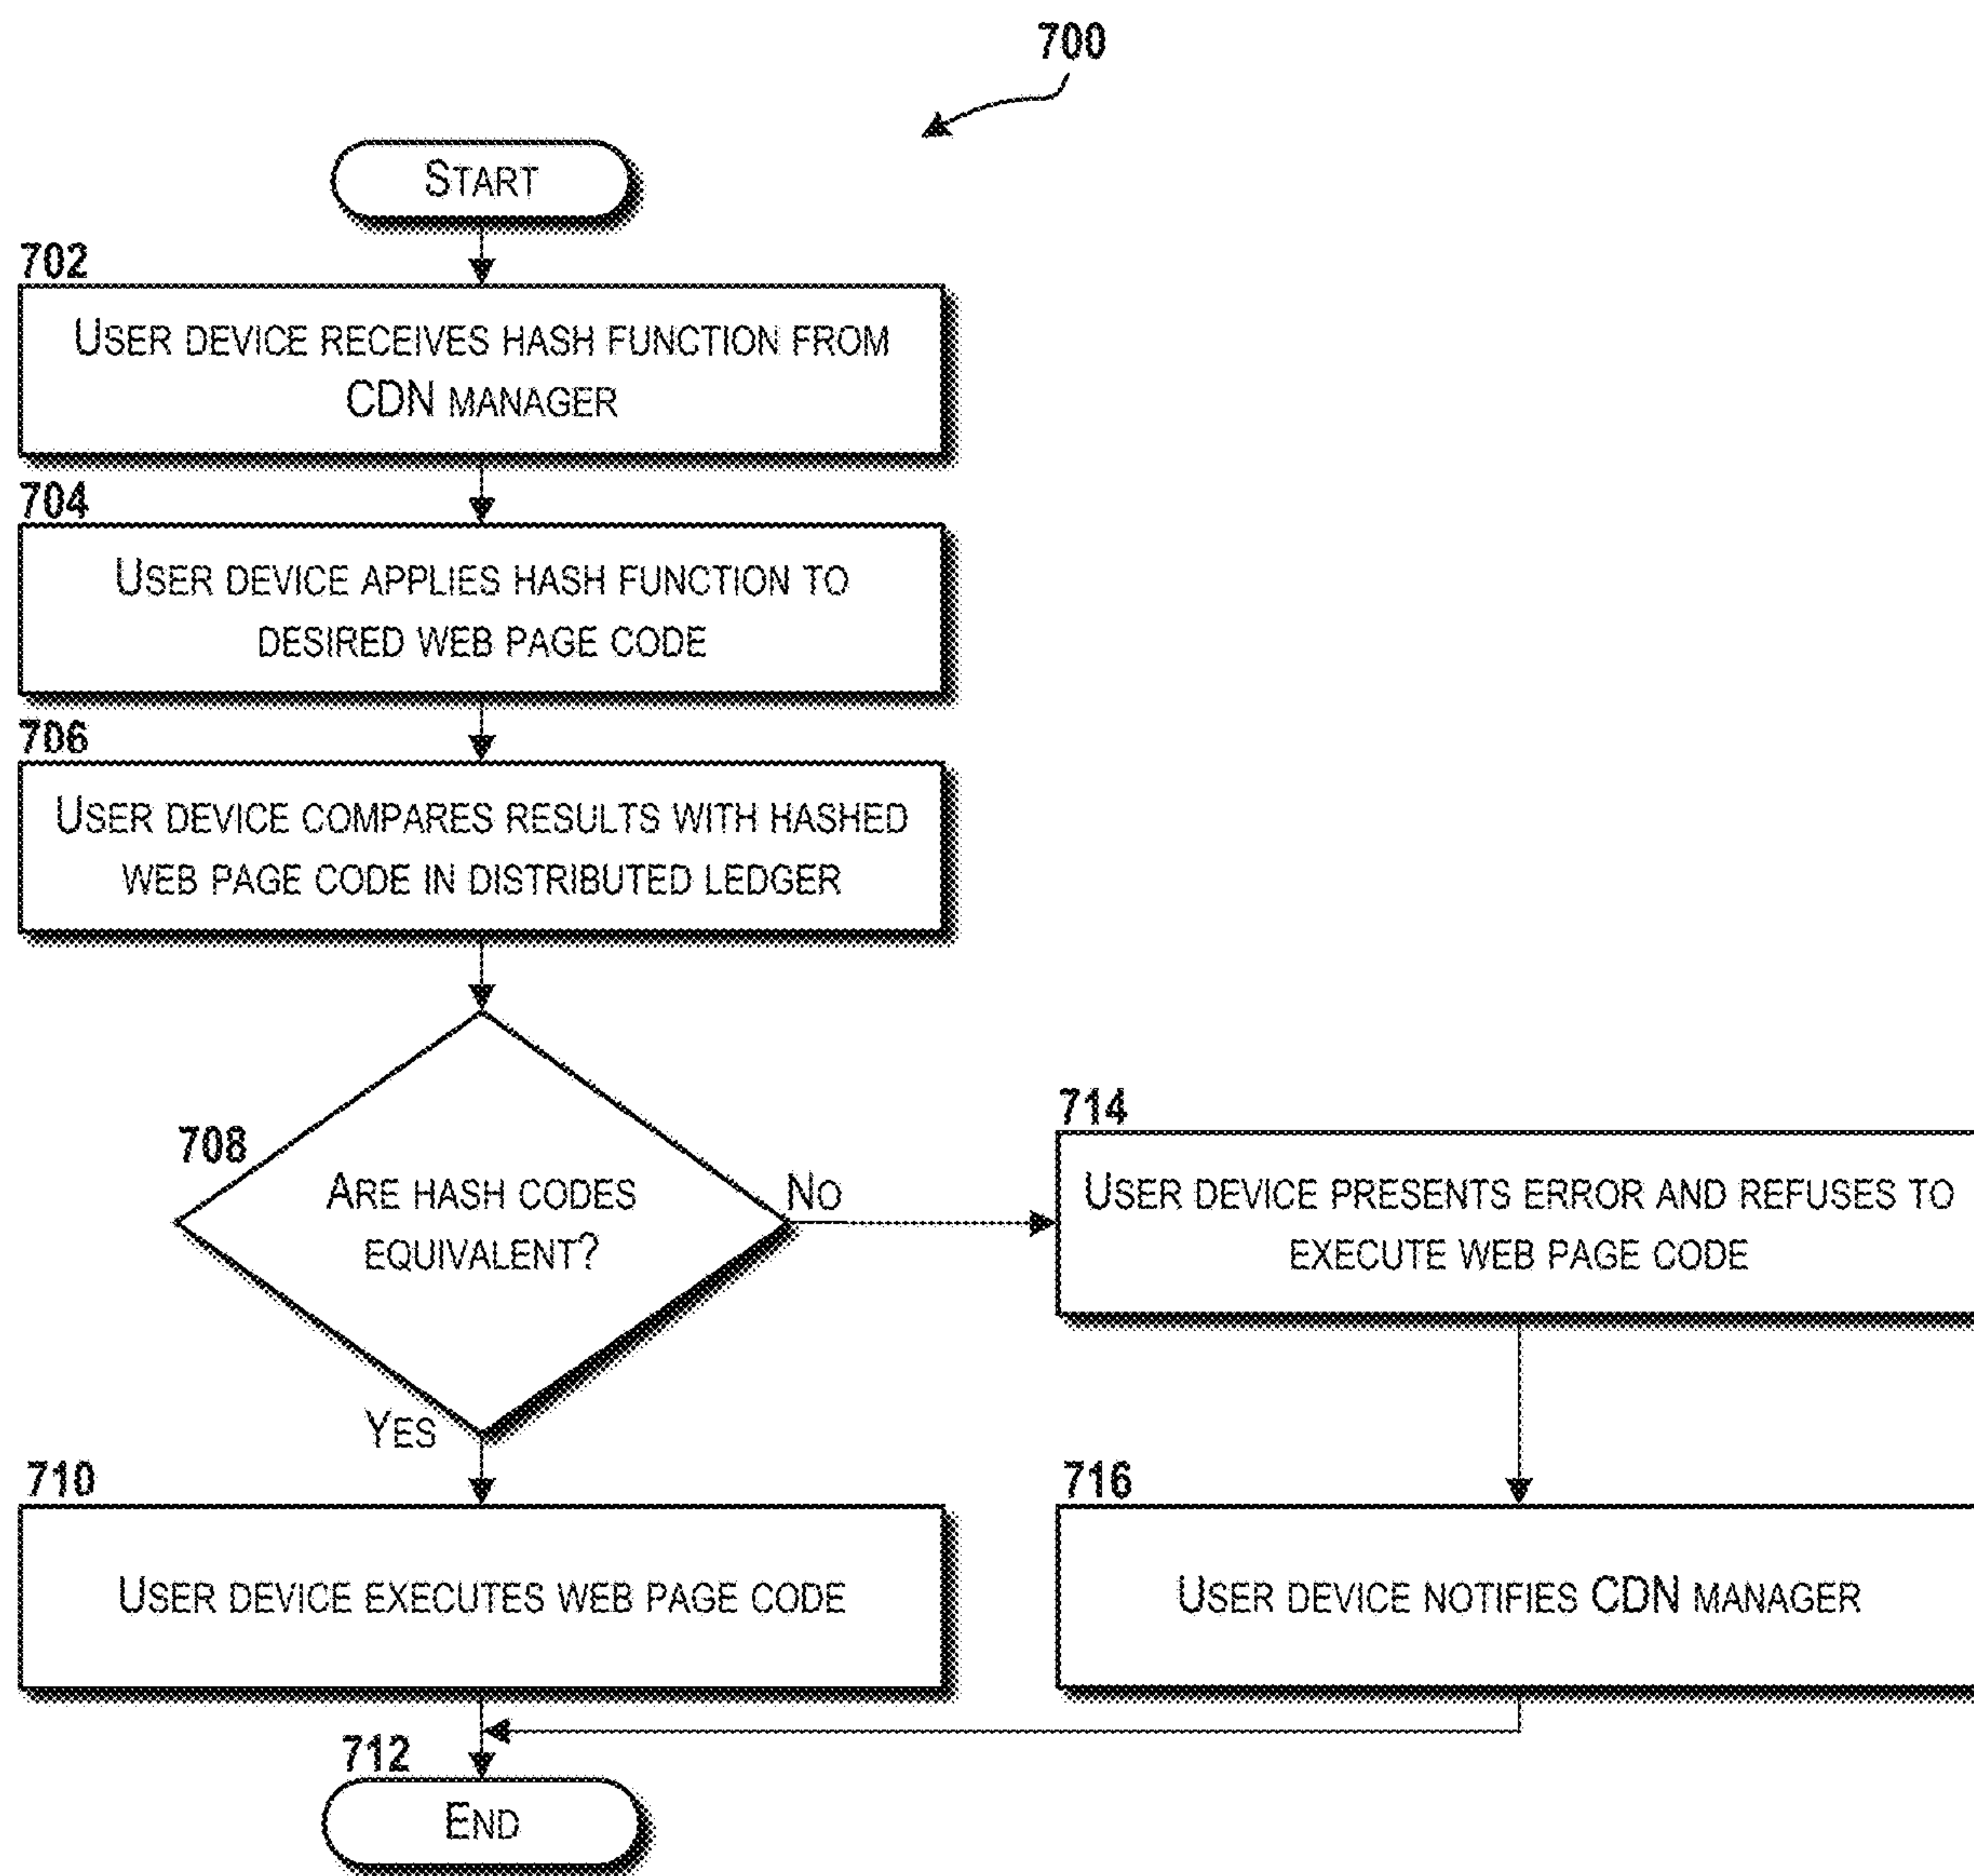 700
START
702
USER DEVICE RECEIVES HASH FUNCTION FROM
CDN MANAGER
704
USER DEVICE APPLIES HASH FUNCTION TO
DESIRED WEB PAGE CODE
706
USER DEVICE COMPARES RESULTS WITH HASHED
WEB PAGE CODE IN DISTRIBUTED LEDGER
708
ARE HASH CODES
EQUIVALENT?
NO
714
USER DEVICE PRESENTS ERROR AND REFUSES TO
EXECUTE WEB PAGE CODE
YES
710
USER DEVICE EXECUTES WEB PAGE CODE
716
USER DEVICE NOTIFIES CDN MANAGER
712
END